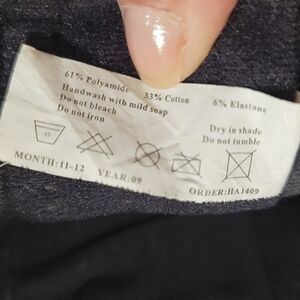 61% Polyamide 33% Cotton 6% Elastane
Handwash with mild soap
Do not bleach Dry in shade
Do not iron Do not tumble
MONTH:11-12 YEAR:09 ORDER:HA1409